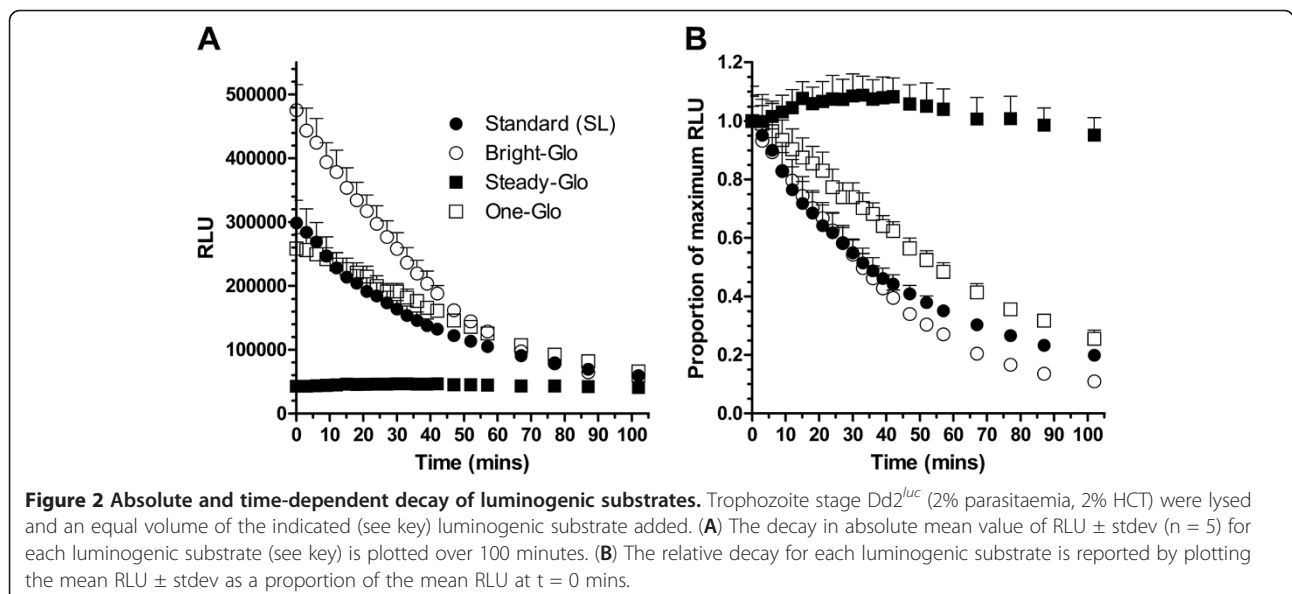 A
B
500000
400000
300000
200000
100000
0
RLU
0 10 20 30 40 50 60 70 80 90 100
Time (mins)
Standard (SL)
Bright-Glo
Steady-Glo
One-Glo
1.2
1.0
0.8
0.6
0.4
0.2
0.0
Proportion of maximum RLU
0 10 20 30 40 50 60 70 80 90 100
Time (mins)
Figure 2 Absolute and time-dependent decay of luminogenic substrates. Trophozoite stage Dd2luc (2% parasitaemia, 2% HCT) were lysed
and an equal volume of the indicated (see key) luminogenic substrate added. (A) The decay in absolute mean value of RLU ± stdev (n = 5) for
each luminogenic substrate (see key) is plotted over 100 minutes. (B) The relative decay for each luminogenic substrate is reported by plotting
the mean RLU ± stdev as a proportion of the mean RLU at t = 0 mins.